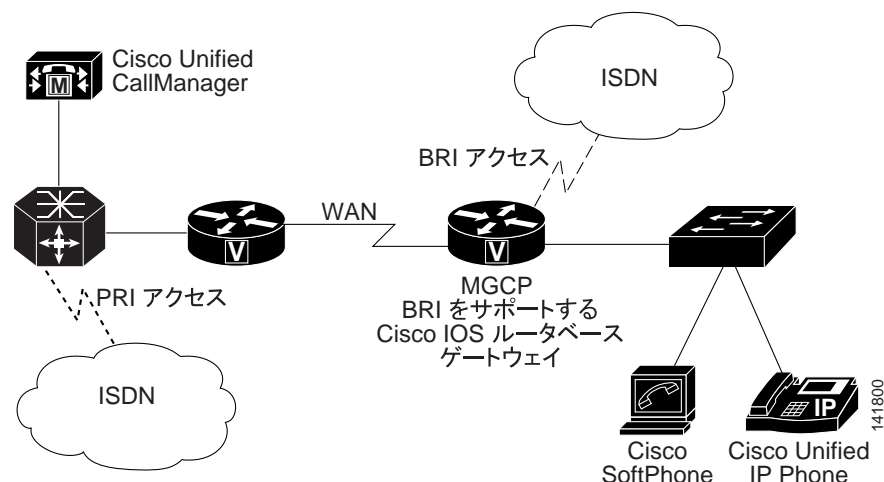 Cisco Unified
CallManager
M
ISDN
BRI アクセス
WAN
V
V
PRI アクセス
MGCP
BRI をサポートする
Cisco IOS ルータベース
ゲートウェイ
ISDN
IP
141800
Cisco
SoftPhone
Cisco Unified
IP Phone